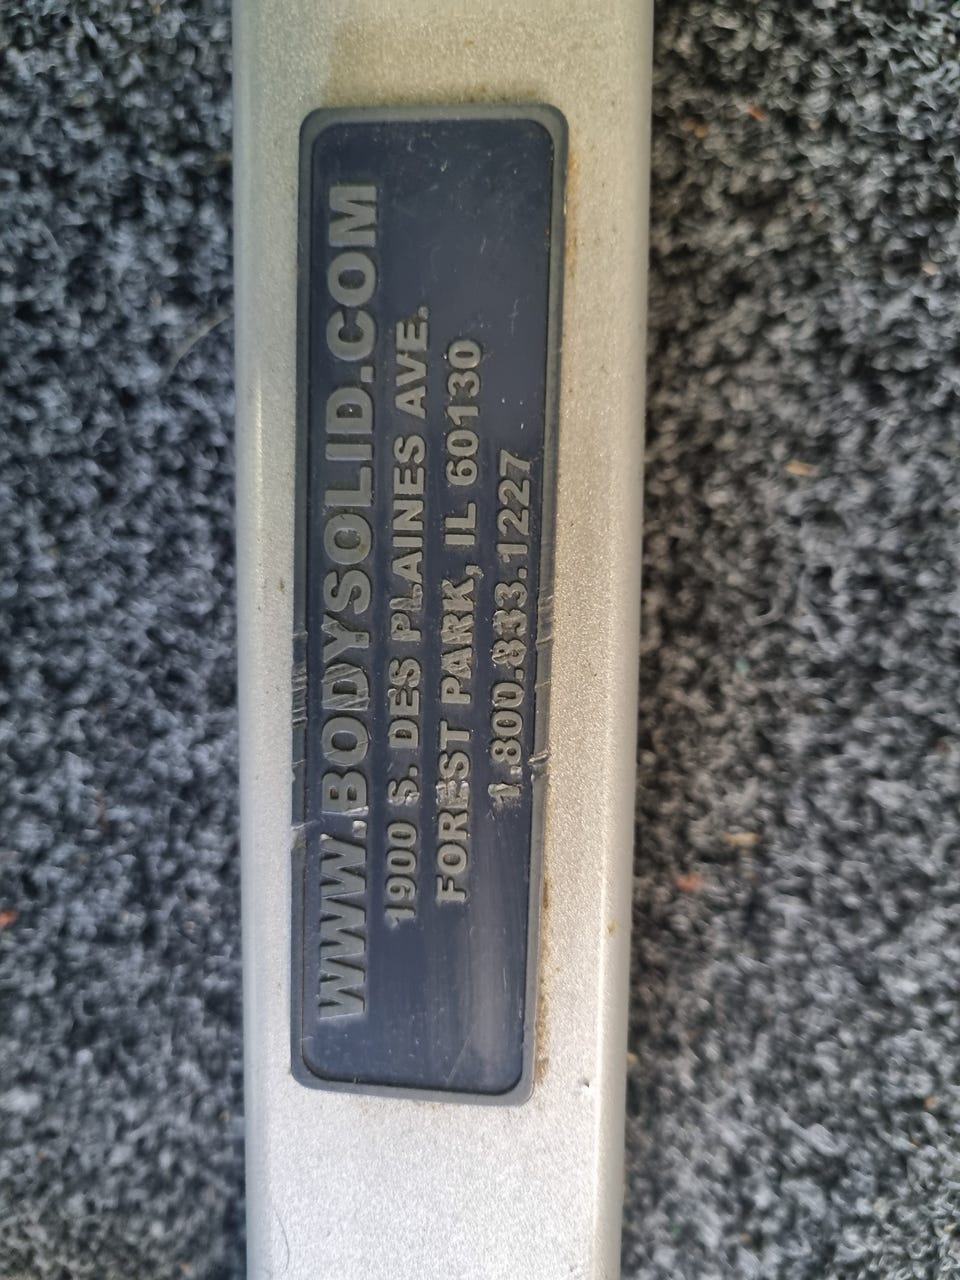 WWW.BODYSOLID.COM
1900 S. DES PLAINES AVE.
FOREST PARK, IL 60130
1.800.833.1227